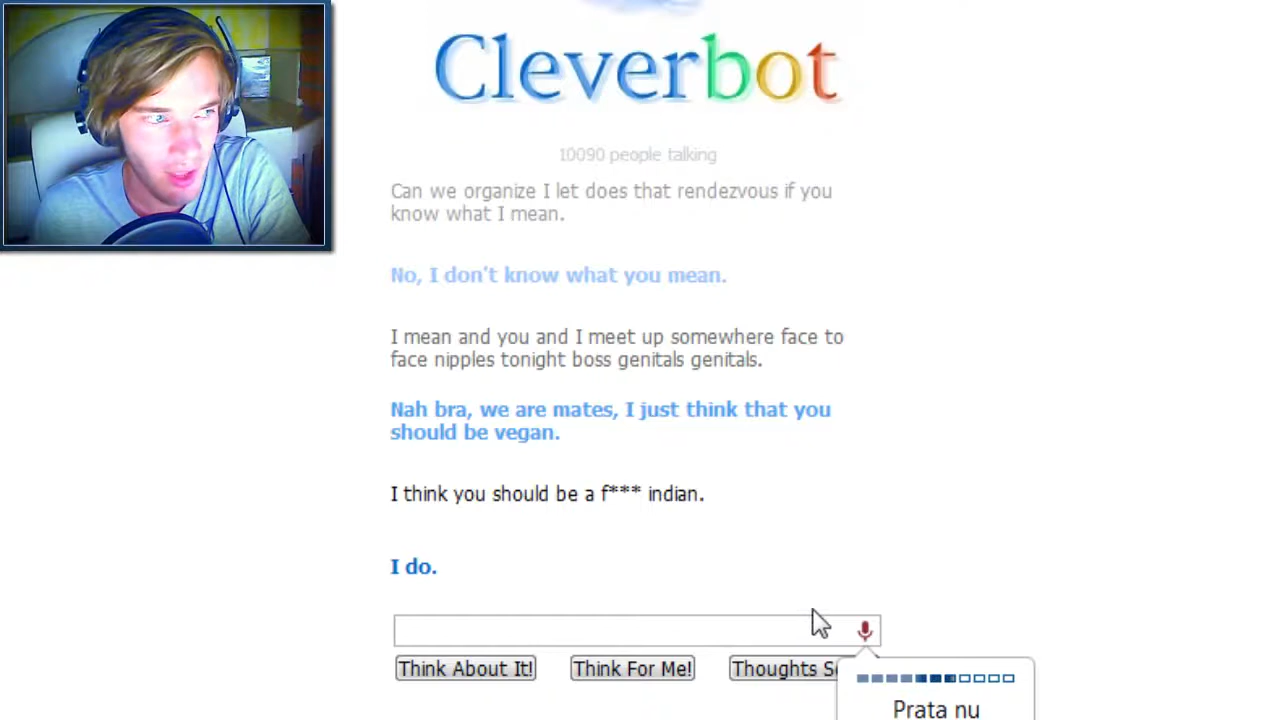 Cleverbot
10090 people talking
Can we organize I let does that rendezvous if you
know what I mean.
No, I don't know what you mean.
I mean and you and I meet up somewhere face to
face nipples tonight boss genitals genitals.
Nah bra, we are mates, I just think that you
should be vegan.
I think you should be a f*** indian.
I do.
Think About It! Think For Me! Thoughts S
Prata nu